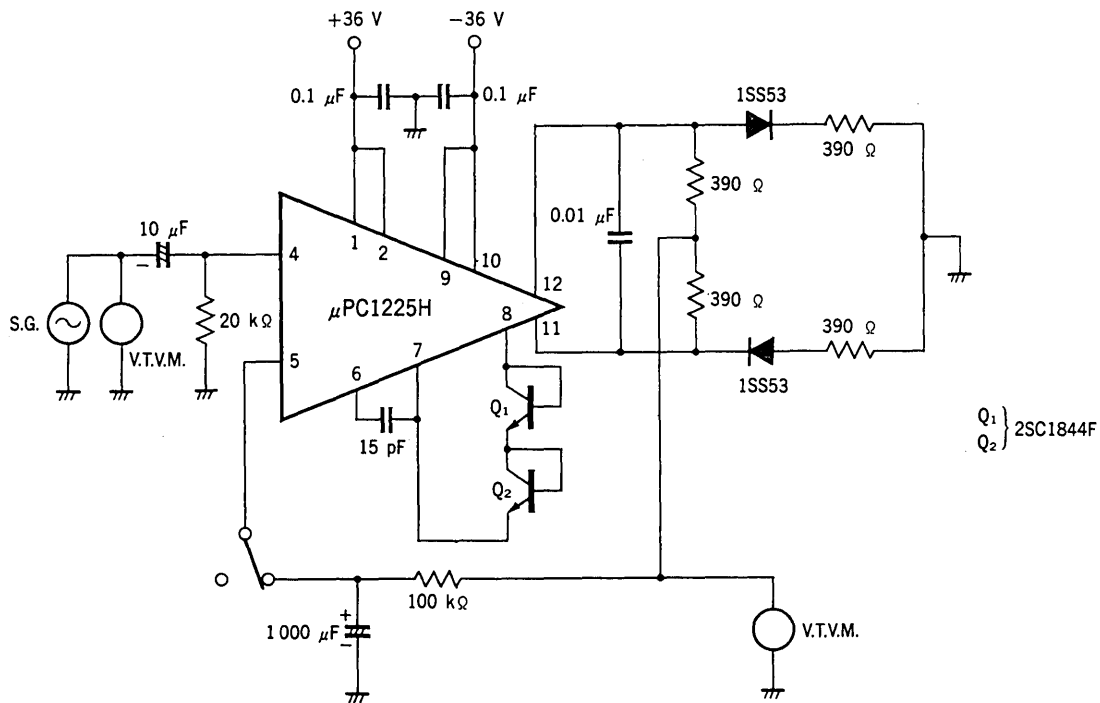 +36 V
−36 V
0.1 μF
0.1 μF
1SS53
390 Ω
390 Ω
10 μF
−
4
1
2
9
10
12
0.01 μF
μPC1225H
390 Ω
S.G.
V.T.V.M.
20 kΩ
8
11
390 Ω
5
7
6
1SS53
15 pF
Q1
Q1
Q2
2SC1844F
Q2
100 kΩ
+
1 000 μF
−
V.T.V.M.